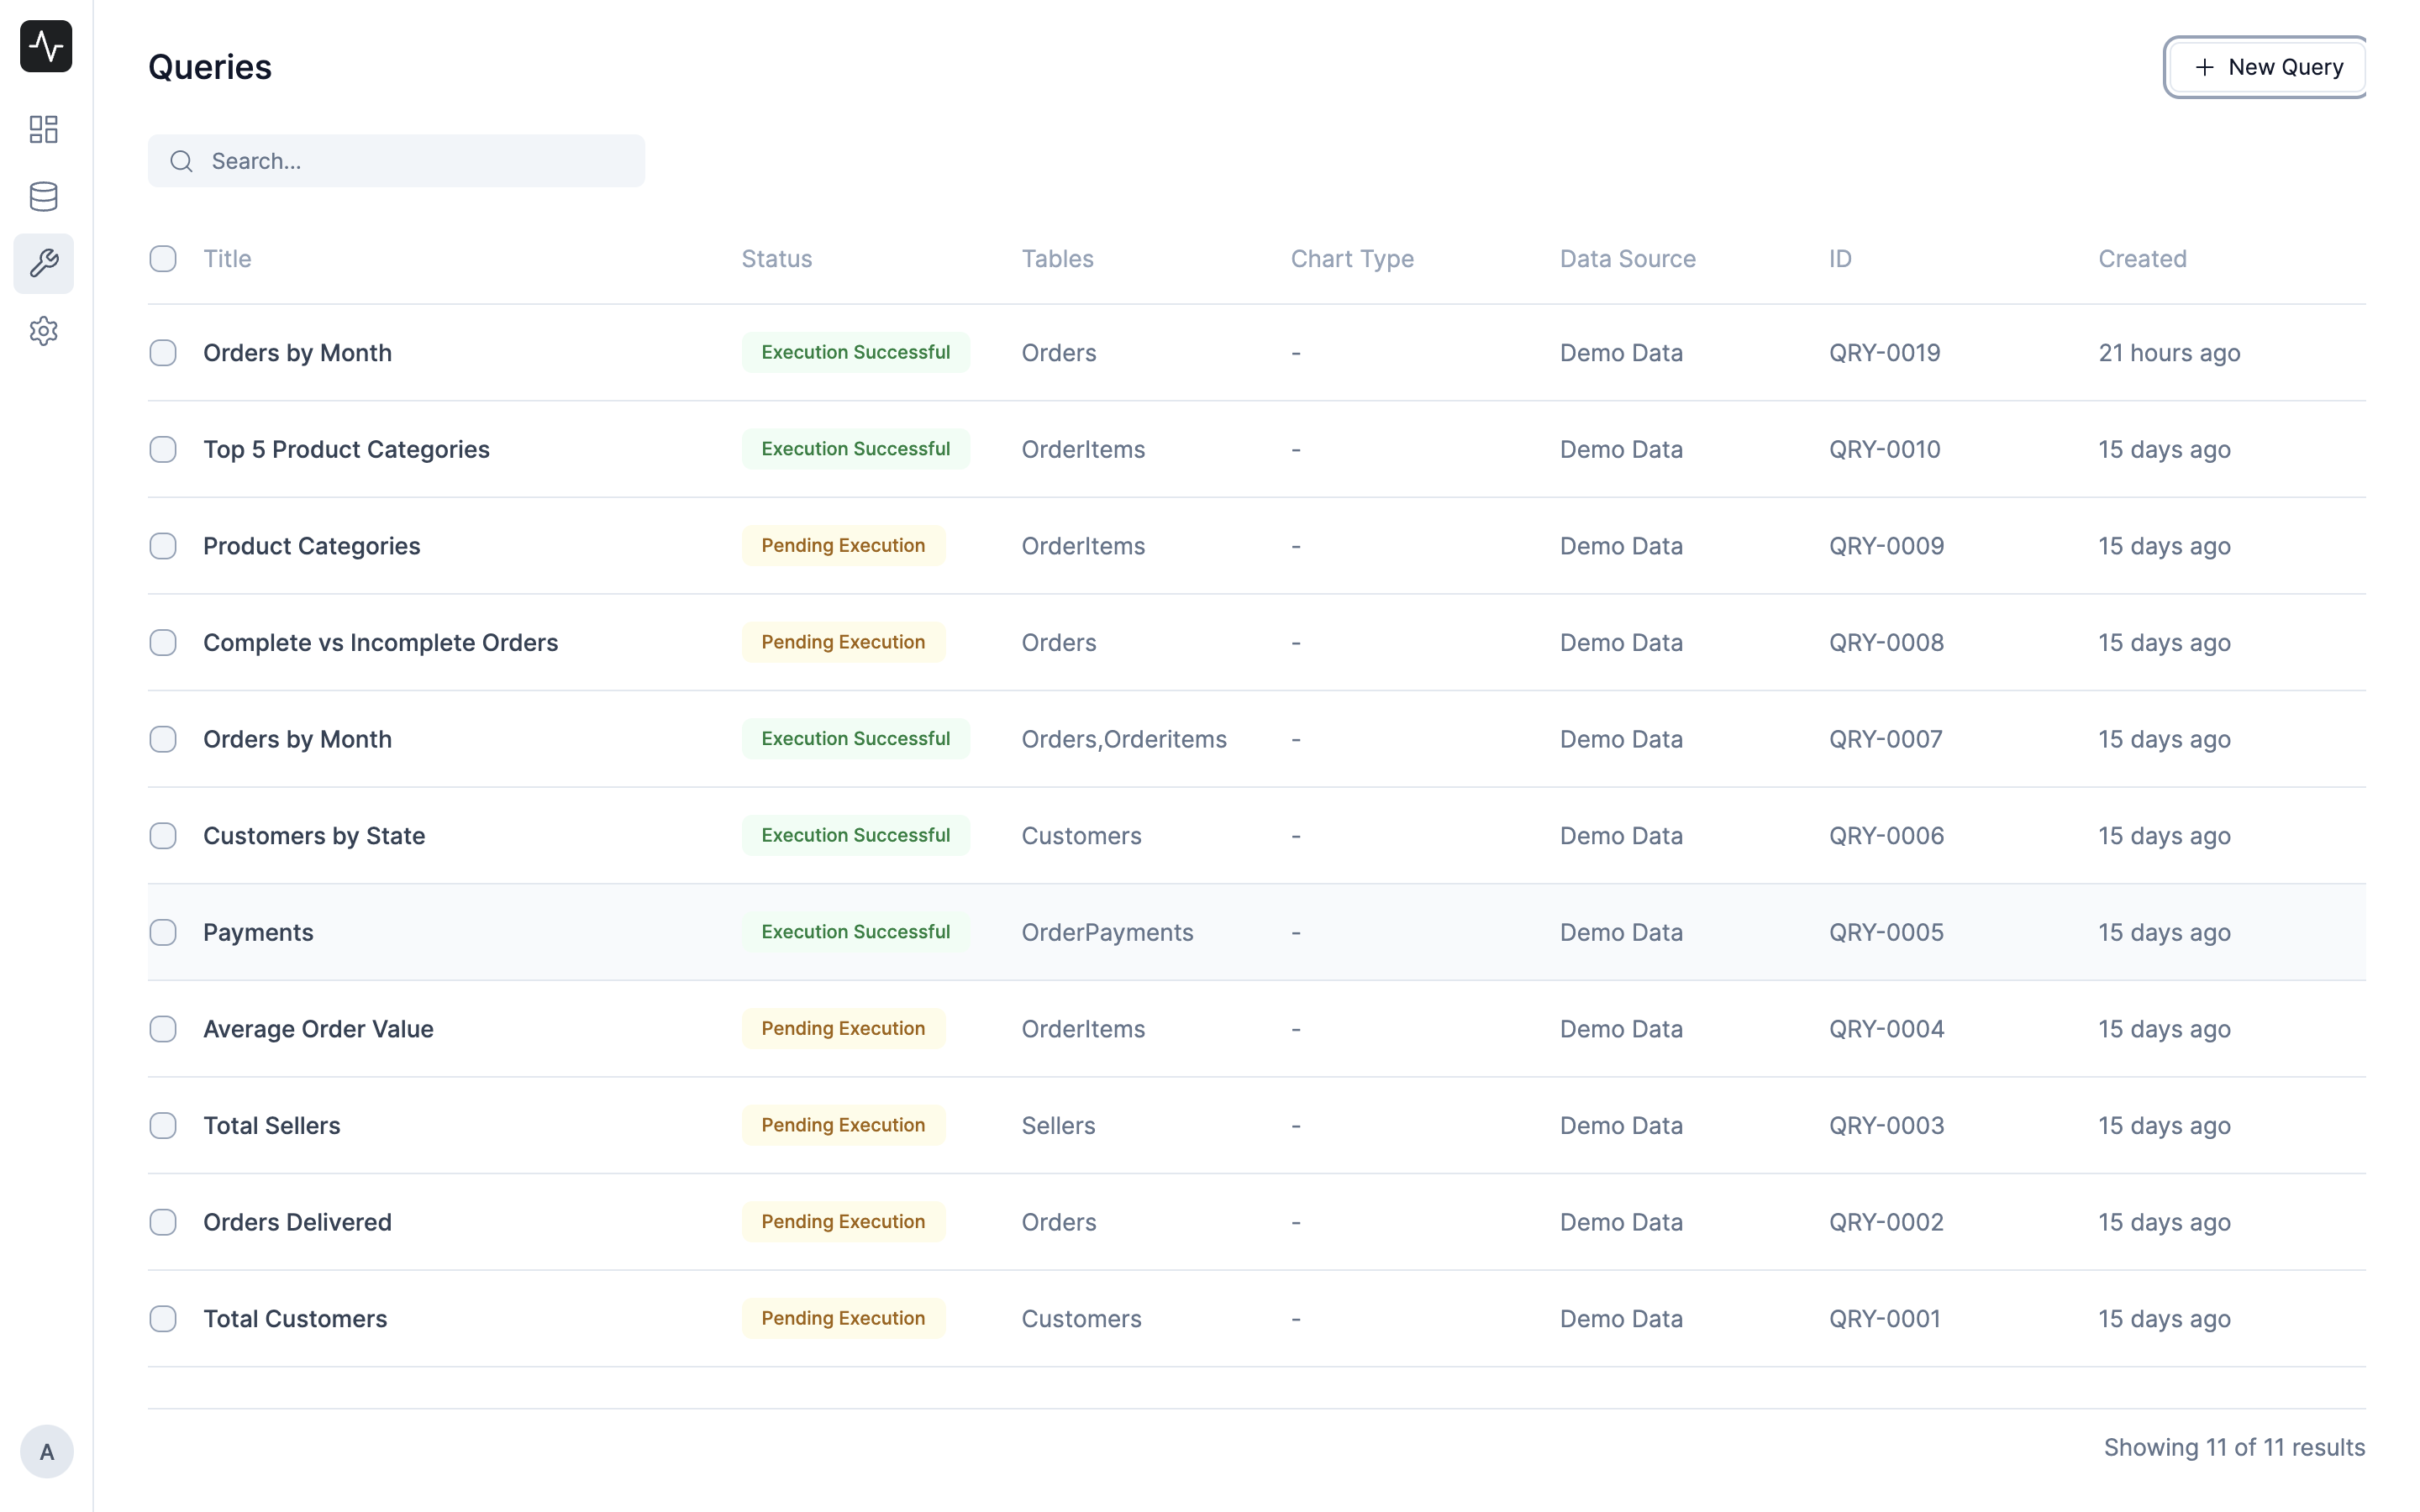 Queries
New Query
Search...
Title Status Tables Chart Type Data Source ID Created
Orders by Month Execution Successful Orders - Demo Data QRY-0019 21 hours ago
Top 5 Product Categories Execution Successful OrderItems - Demo Data QRY-0010 15 days ago
Product Categories Pending Execution OrderItems - Demo Data QRY-0009 15 days ago
Complete vs Incomplete Orders Pending Execution Orders - Demo Data QRY-0008 15 days ago
Orders by Month Execution Successful Orders,Orderitems - Demo Data QRY-0007 15 days ago
Customers by State Execution Successful Customers - Demo Data QRY-0006 15 days ago
Payments Execution Successful OrderPayments - Demo Data QRY-0005 15 days ago
Average Order Value Pending Execution OrderItems - Demo Data QRY-0004 15 days ago
Total Sellers Pending Execution Sellers - Demo Data QRY-0003 15 days ago
Orders Delivered Pending Execution Orders - Demo Data QRY-0002 15 days ago
Total Customers Pending Execution Customers - Demo Data QRY-0001 15 days ago
A
Showing 11 of 11 results